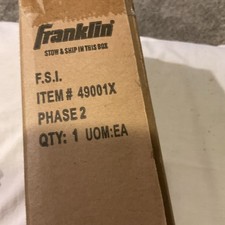 Franklin
STOW & SHIP IN THIS BOX
F.S.I.
ITEM# 49001X
PHASE 2
QTY: 1 UOM:EA